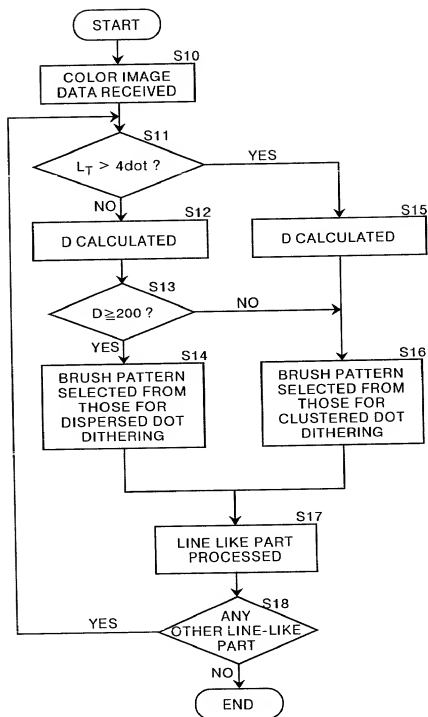 START
S10
COLOR IMAGE
DATA RECEIVED
S11
L_T > 4dot ?
YES
NO
S12
D CALCULATED
S15
D CALCULATED
S13
D≧200 ?
NO
YES
S14
BRUSH PATTERN
SELECTED FROM
THOSE FOR
DISPERSED DOT
DITHERING
S16
BRUSH PATTERN
SELECTED FROM
THOSE FOR
CLUSTERED DOT
DITHERING
S17
LINE LIKE PART
PROCESSED
S18
ANY
OTHER LINE-LIKE
PART
YES
NO
END